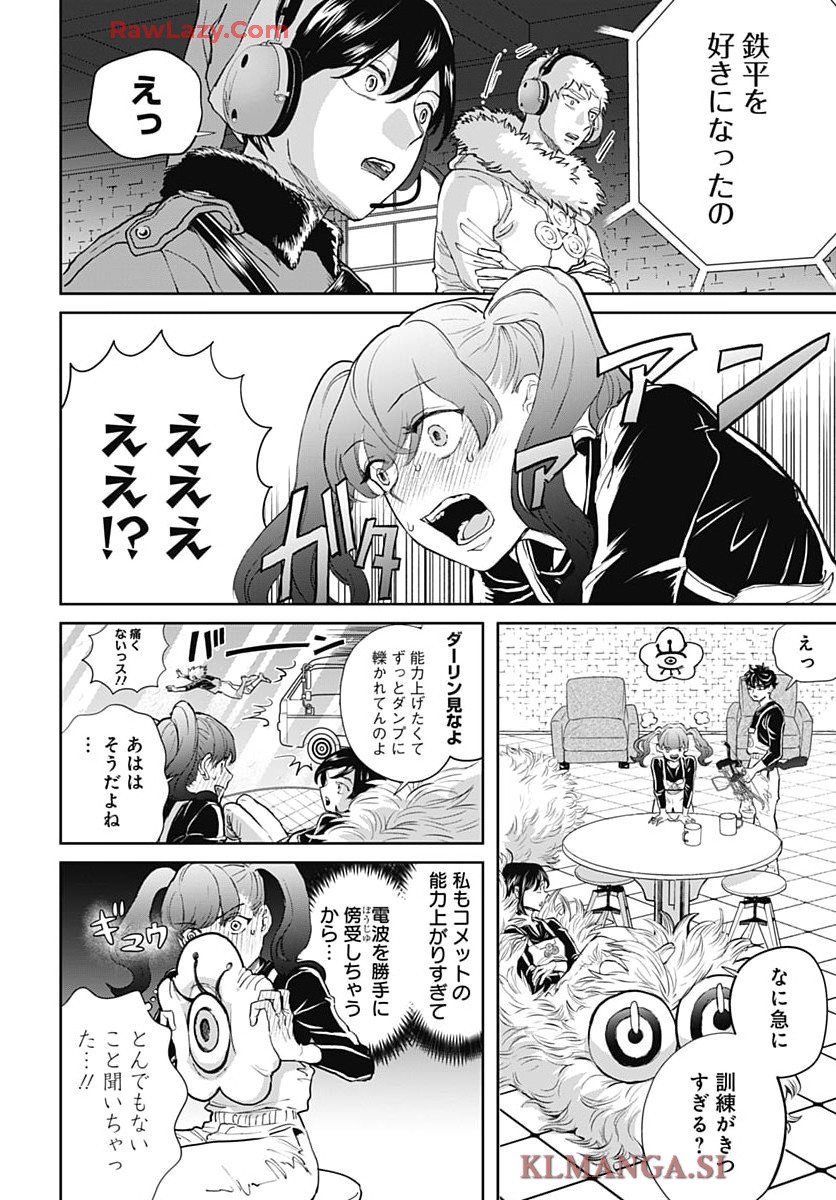 RawLazy.Com
鉄平を
好きになったの
えっ
バァン
ガタ
えええ
ええ!?
えっ
なに急に
訓練がきつ
すぎる?
ダーリン見なよ
能力上げたくて
ずっとダンプに
轢かれてんのよ
バーン
痛く
ないっス!!
あはは
そうだよね
…
私もコメットの
能力上がりすぎて
電波を勝手に
傍受しちゃう
ぼうじゅ
から…
ギュウ
とんでもない
こと聞いちゃっ
た…!!
KLMANGA.SI